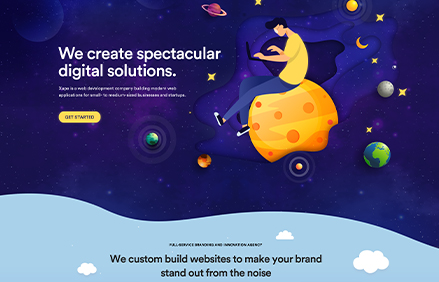 We create spectacular
digital solutions.
Xapo is a web development company building modern web
applications for small- to medium-sized businesses and startups.
GET STARTED
FULL-SERVICE BRANDING AND INNOVATION AGENCY
We custom build websites to make your brand
stand out from the noise